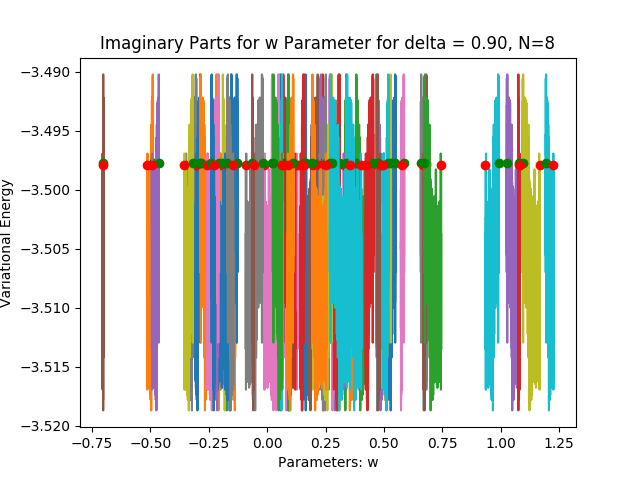 Imaginary Parts for w Parameter for delta = 0.90, N=8
Variational Energy
−3.490
−3.495
−3.500
−3.505
−3.510
−3.515
−3.520
−0.75 −0.50 −0.25 0.00 0.25 0.50 0.75 1.00 1.25
Parameters: w